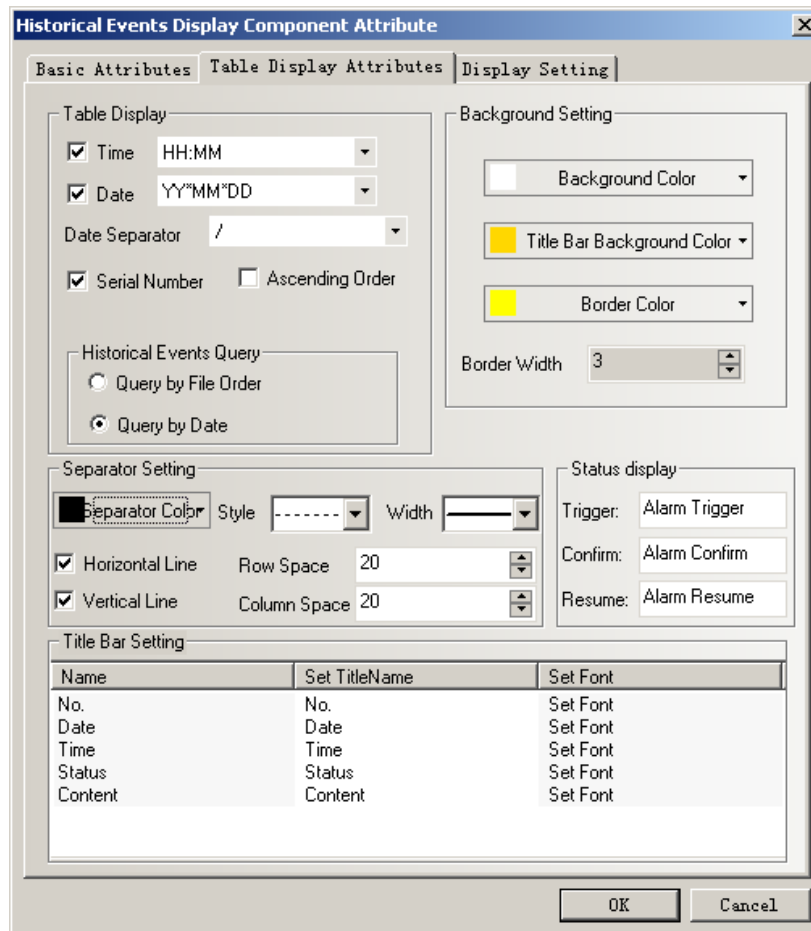 Historical Events Display Component Attribute
Basic Attributes Table Display Attributes Display Setting
Table Display
Time HH:MM
Date YY*MM*DD
Date Separator /
Serial Number Ascending Order
Historical Events Query
Query by File Order
Query by Date
Background Setting
Background Color
Title Bar Background Color
Border Color
Border Width 3
Separator Setting
Separator Color Style Width
Horizontal Line Row Space 20
Vertical Line Column Space 20
Status display
Trigger: Alarm Trigger
Confirm: Alarm Confirm
Resume: Alarm Resume
Title Bar Setting
Name Set TitleName Set Font
No. No. Set Font
Date Date Set Font
Time Time Set Font
Status Status Set Font
Content Content Set Font
OK Cancel